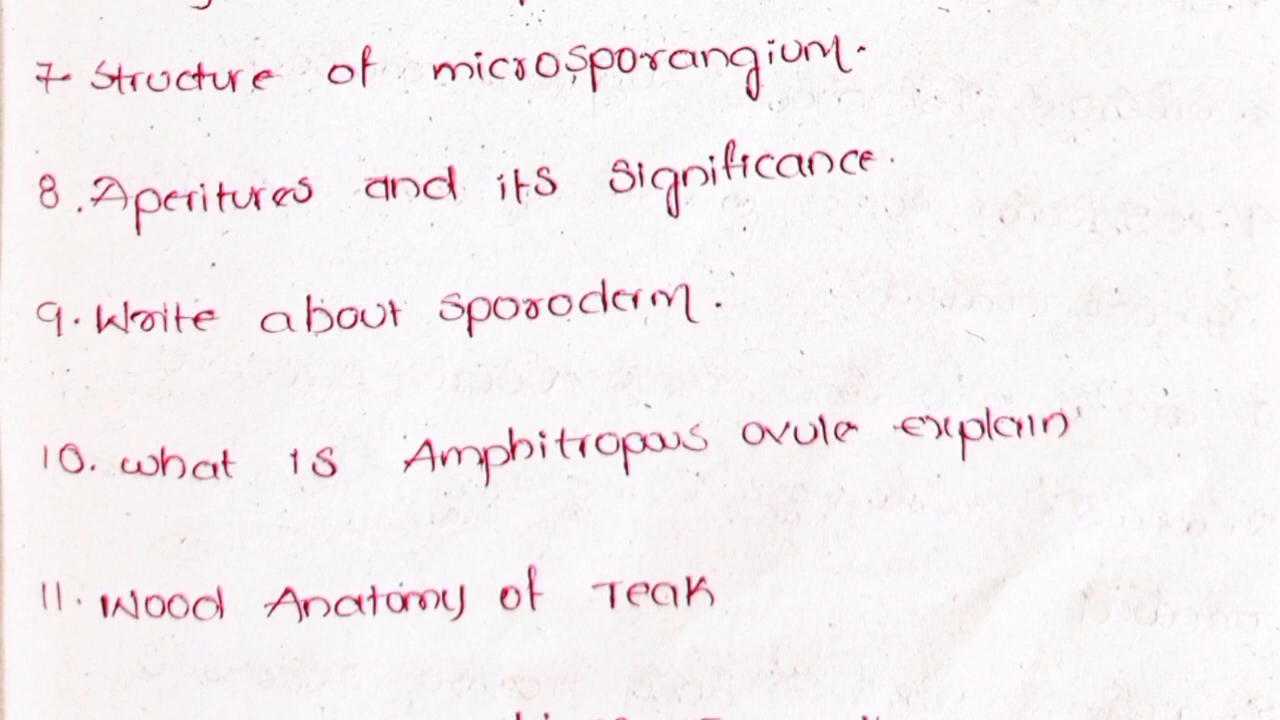 7 Structure of microsporangium.
8. Aperitures and its significance.
9. Write about sporoderm.
10. what is Amphitropous ovule explain
11. Wood Anatomy of Teak